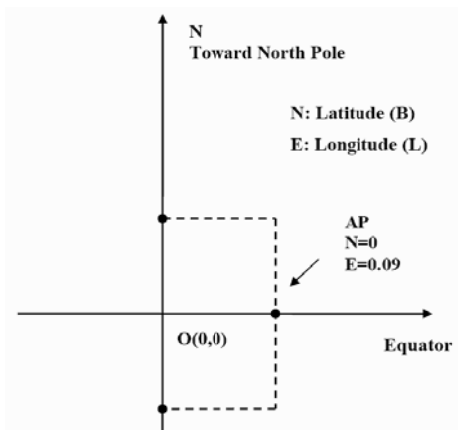 N
Toward North Pole
N: Latitude (B)
E: Longitude (L)
AP
N=0
E=0.09
O(0,0)
Equator